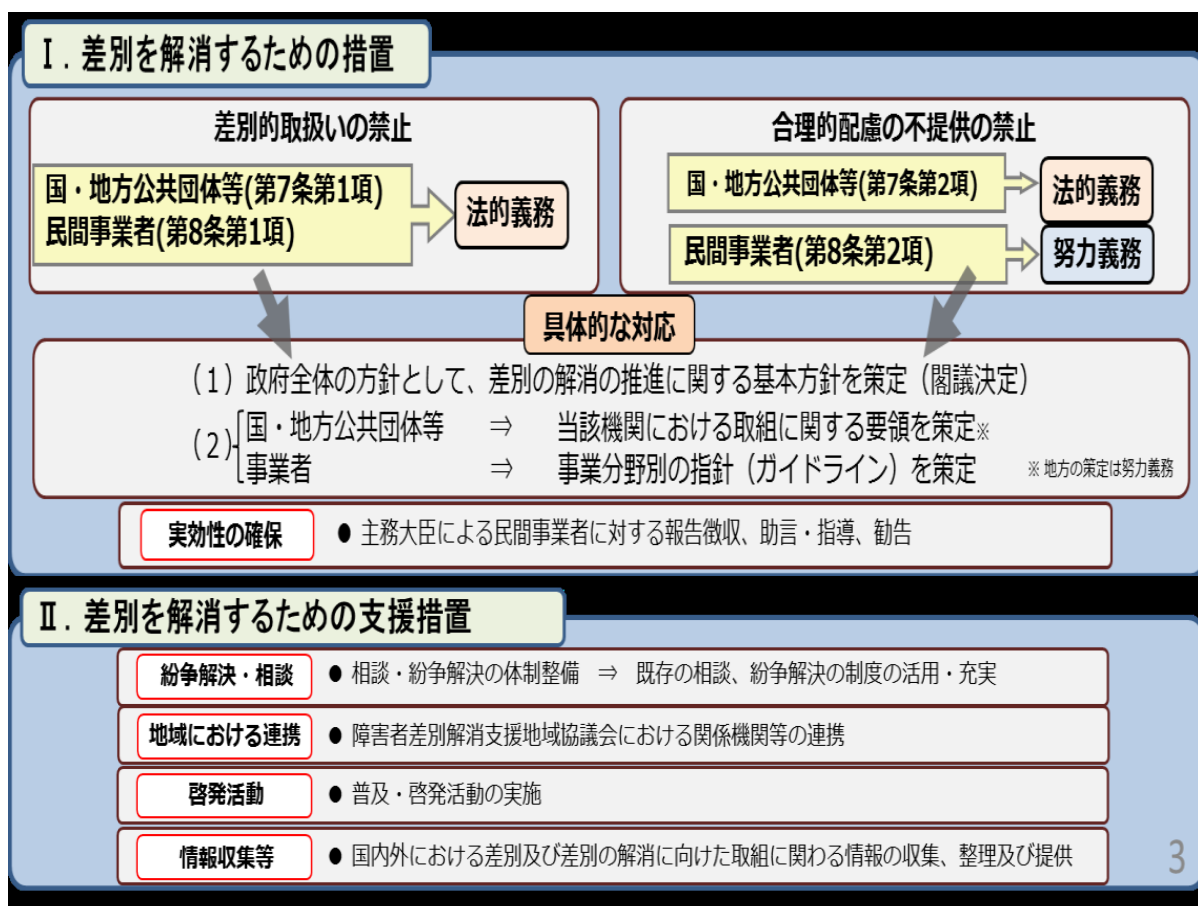 Ⅰ. 差別を解消するための措置
差別的取扱いの禁止
国・地方公共団体等(第7条第1項)
民間事業者(第8条第1項)
法的義務
合理的配慮の不提供の禁止
国・地方公共団体等(第7条第2項)
法的義務
民間事業者(第8条第2項)
努力義務
具体的な対応
(1) 政府全体の方針として、差別の解消の推進に関する基本方針を策定(閣議決定)
(2)
国・地方公共団体等 ⇒ 当該機関における取組に関する要領を策定※
事業者 ⇒ 事業分野別の指針(ガイドライン)を策定 ※ 地方の策定は努力義務
実効性の確保 ● 主務大臣による民間事業者に対する報告徴収、助言・指導、勧告
Ⅱ. 差別を解消するための支援措置
紛争解決・相談 ● 相談・紛争解決の体制整備 ⇒ 既存の相談、紛争解決の制度の活用・充実
地域における連携 ● 障害者差別解消支援地域協議会における関係機関等の連携
啓発活動 ● 普及・啓発活動の実施
情報収集等 ● 国内外における差別及び差別の解消に向けた取組に関わる情報の収集、整理及び提供
3